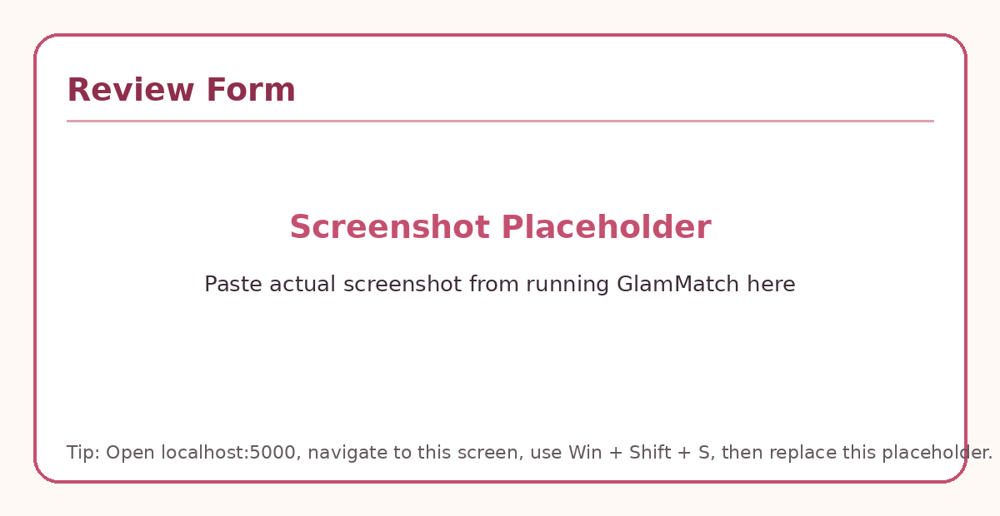 Review Form
Screenshot Placeholder
Paste actual screenshot from running GlamMatch here
Tip: Open localhost:5000, navigate to this screen, use Win + Shift + S, then replace this placeholder.